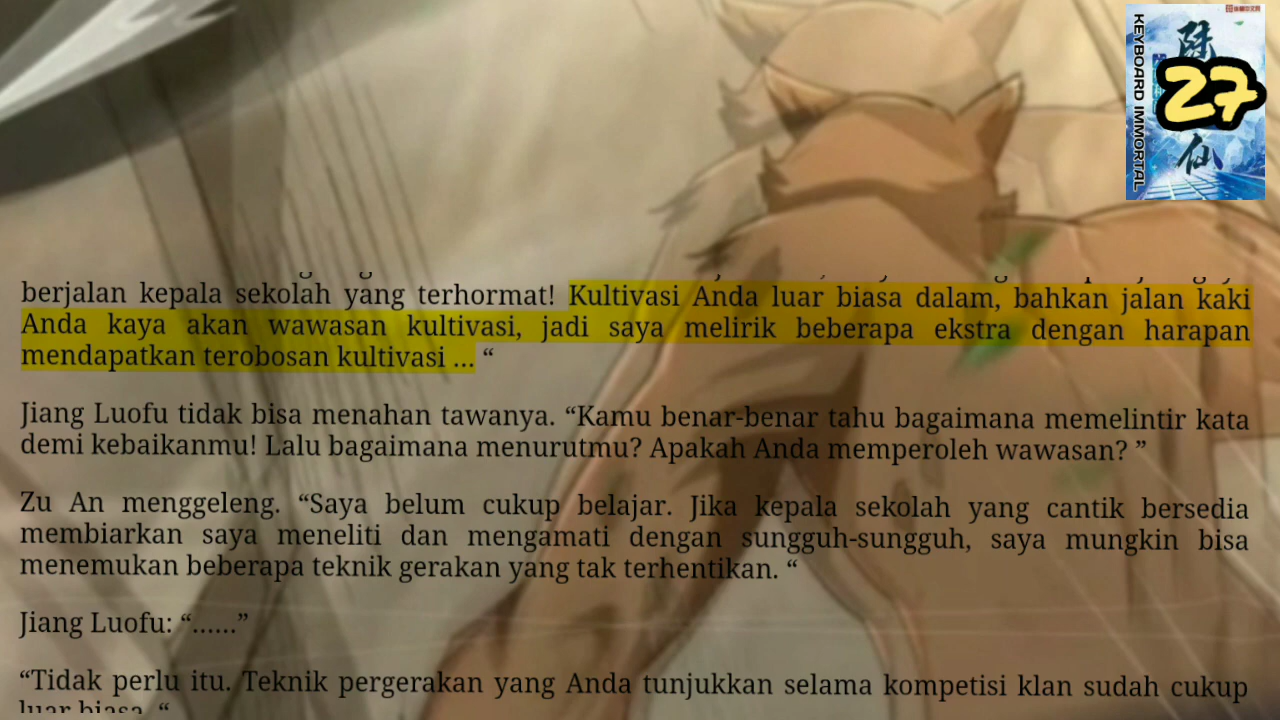 KEYBOARD IMMORTAL
27
仙
berjalan kepala sekolah yang terhormat! Kultivasi Anda luar biasa dalam, bahkan jalan kaki
Anda kaya akan wawasan kultivasi, jadi saya melirik beberapa ekstra dengan harapan
mendapatkan terobosan kultivasi ... “
Jiang Luofu tidak bisa menahan tawanya. “Kamu benar-benar tahu bagaimana memelintir kata
demi kebaikanmu! Lalu bagaimana menurutmu? Apakah Anda memperoleh wawasan? ”
Zu An menggeleng. “Saya belum cukup belajar. Jika kepala sekolah yang cantik bersedia
membiarkan saya meneliti dan mengamati dengan sungguh-sungguh, saya mungkin bisa
menemukan beberapa teknik gerakan yang tak terhentikan. “
Jiang Luofu: “......”
“Tidak perlu itu. Teknik pergerakan yang Anda tunjukkan selama kompetisi klan sudah cukup
luar biasa. “